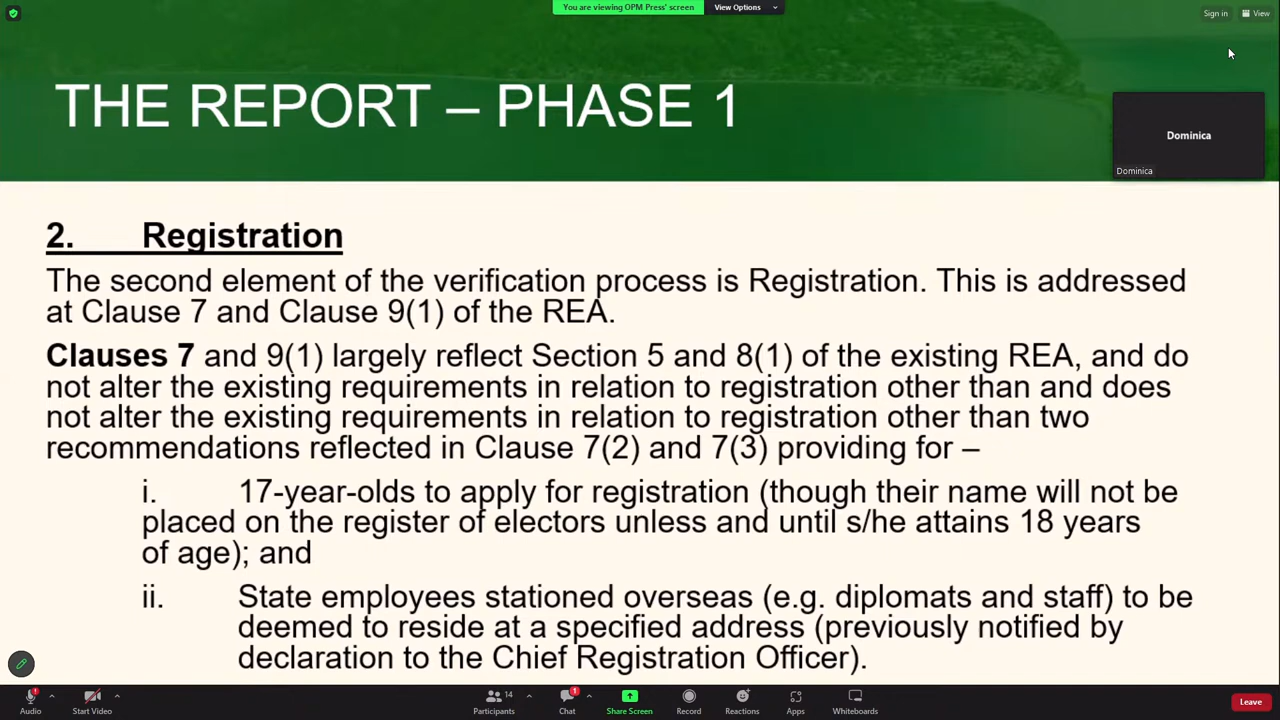 You are viewing OPM Press' screen
View Options
Sign in
View
THE REPORT – PHASE 1
Dominica
Dominica
2. Registration
The second element of the verification process is Registration. This is addressed
at Clause 7 and Clause 9(1) of the REA.
Clauses 7 and 9(1) largely reflect Section 5 and 8(1) of the existing REA, and do
not alter the existing requirements in relation to registration other than and does
not alter the existing requirements in relation to registration other than two
recommendations reflected in Clause 7(2) and 7(3) providing for –
i. 17-year-olds to apply for registration (though their name will not be
placed on the register of electors unless and until s/he attains 18 years
of age); and
ii. State employees stationed overseas (e.g. diplomats and staff) to be
deemed to reside at a specified address (previously notified by
declaration to the Chief Registration Officer).
Audio
Start Video
14
Participants
1
Chat
Share Screen
Record
Reactions
Apps
Whiteboards
Leave